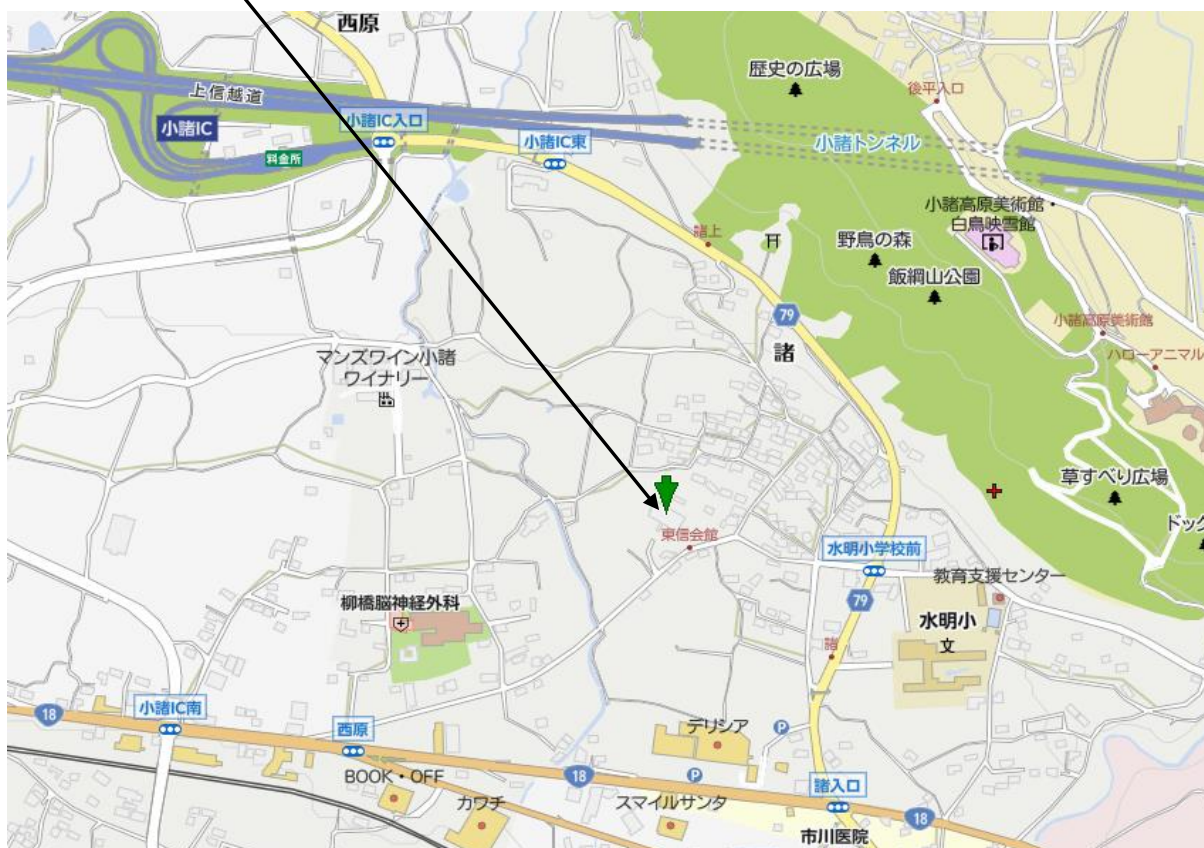 西原
上信越道
小諸IC
料金所
小諸IC入口
小諸IC東
歴史の広場
後平入口
小諸トンネル
小諸高原美術館・
白鳥映雪館
諸上
野鳥の森
飯綱山公園
79
諸
小諸高原美術館
ハローアニマル
マンズワイン小諸
ワイナリー
草すべり広場
ドッグ
東信会館
水明小学校前
教育支援センター
79
柳橋脳神経外科
水明小
文
諸
小諸IC南
18
西原
デリシア
P
BOOK・OFF
18
P
諸入口
18
カワチ
スマイルサンタ
市川医院